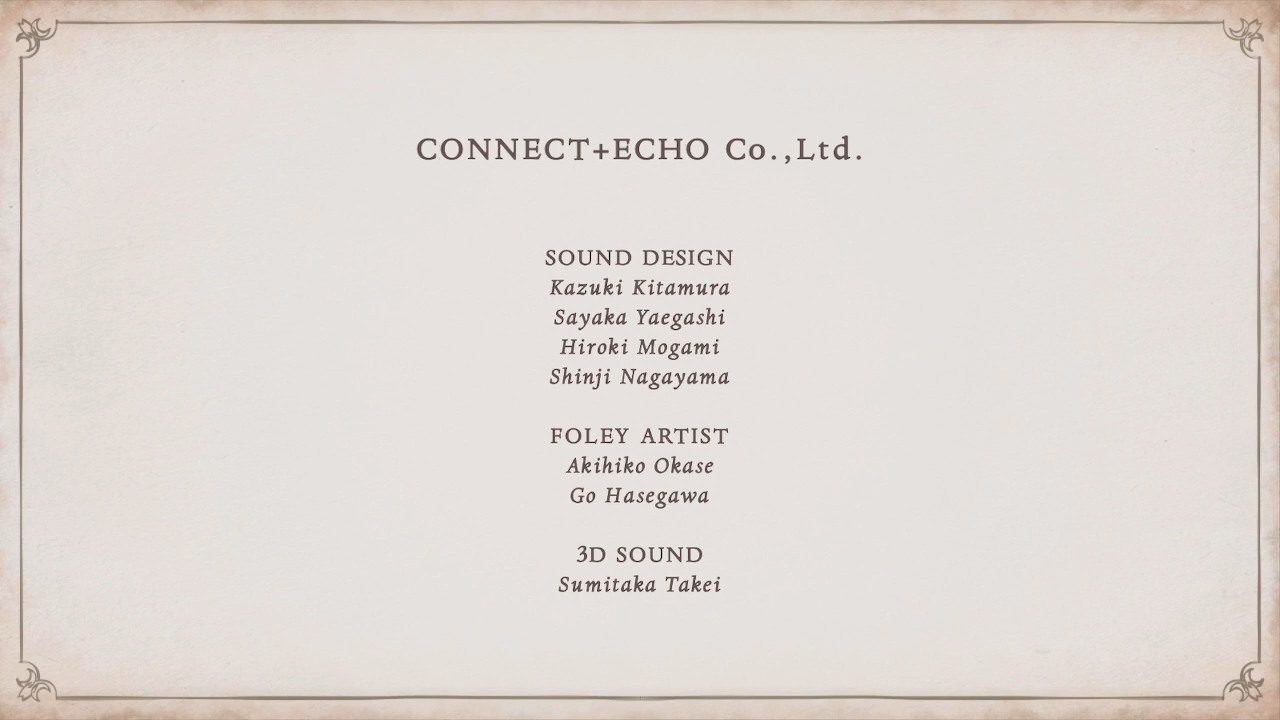 CONNECT+ECHO Co.,Ltd.
SOUND DESIGN
Kazuki Kitamura
Sayaka Yaegashi
Hiroki Mogami
Shinji Nagayama
FOLEY ARTIST
Akihiko Okase
Go Hasegawa
3D SOUND
Sumitaka Takei